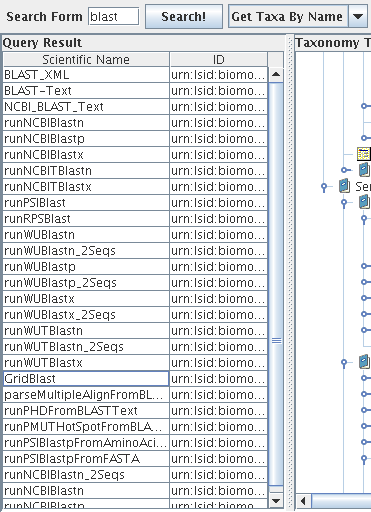 Search Form blast Search! Get Taxa By Name
Query Result
Scientific Name ID
BLAST_XML urn:lsid:biomo...
BLAST-Text urn:lsid:biomo...
NCBI_BLAST_Text urn:lsid:biomo...
runNCBIBlastn urn:lsid:biomo...
runNCBIBlastp urn:lsid:biomo...
runNCBIBlastx urn:lsid:biomo...
runNCBITBlastn urn:lsid:biomo...
runNCBITBlastx urn:lsid:biomo...
runPSIBlast urn:lsid:biomo...
runRPSBlast urn:lsid:biomo...
runWUBlastn urn:lsid:biomo...
runWUBlastn_2Seqs urn:lsid:biomo...
runWUBlastp urn:lsid:biomo...
runWUBlastp_2Seqs urn:lsid:biomo...
runWUBlastx urn:lsid:biomo...
runWUBlastx_2Seqs urn:lsid:biomo...
runWUTBlastn urn:lsid:biomo...
runWUTBlastn_2Seqs urn:lsid:biomo...
runWUTBlastx urn:lsid:biomo...
GridBlast urn:lsid:biomo...
parseMultipleAlignFromBL... urn:lsid:biomo...
runPHDFromBLASTText urn:lsid:biomo...
runPMUTHotSpotFromBLA... urn:lsid:biomo...
runPSIBlastpFromAminoAci... urn:lsid:biomo...
runPSIBlastpFromFASTA urn:lsid:biomo...
runNCBIBlastn_2Seqs urn:lsid:biomo...
runNCBIBlastn urn:lsid:biomo...
runNCBIBlastp urn:lsid:biomo...
Taxonomy T
Ser